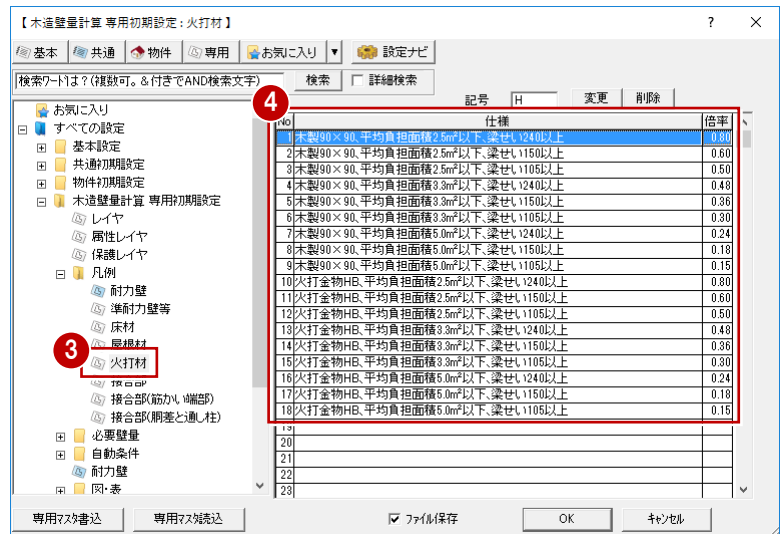 【 木造壁量計算 専用初期設定 : 火打材 】
基本 共通 物件 専用 お気に入り ▼ 設定ナビ
検索ワードは？(複数可。＆付きでAND検索文字) 検索 詳細検索
記号 H 変更 削除
4
お気に入り
すべての設定
基本設定
共通初期設定
物件初期設定
木造壁量計算 専用初期設定
レイヤ
属性レイヤ
保護レイヤ
凡例
耐力壁
準耐力壁等
床材
屋根材
3
火打材
接合部
接合部(筋かい端部)
接合部(胴差と通し柱)
必要壁量
自動条件
耐力壁
図・表
No 仕様 倍率
1 木製90×90、平均負担面積2.5㎡以下、梁せい240以上 0.80
2 木製90×90、平均負担面積2.5㎡以下、梁せい150以上 0.60
3 木製90×90、平均負担面積2.5㎡以下、梁せい105以上 0.50
4 木製90×90、平均負担面積3.3㎡以下、梁せい240以上 0.48
5 木製90×90、平均負担面積3.3㎡以下、梁せい150以上 0.36
6 木製90×90、平均負担面積3.3㎡以下、梁せい105以上 0.30
7 木製90×90、平均負担面積5.0㎡以下、梁せい240以上 0.24
8 木製90×90、平均負担面積5.0㎡以下、梁せい150以上 0.18
9 木製90×90、平均負担面積5.0㎡以下、梁せい105以上 0.15
10 火打金物HB、平均負担面積2.5㎡以下、梁せい240以上 0.80
11 火打金物HB、平均負担面積2.5㎡以下、梁せい150以上 0.60
12 火打金物HB、平均負担面積2.5㎡以下、梁せい105以上 0.50
13 火打金物HB、平均負担面積3.3㎡以下、梁せい240以上 0.48
14 火打金物HB、平均負担面積3.3㎡以下、梁せい150以上 0.36
15 火打金物HB、平均負担面積3.3㎡以下、梁せい105以上 0.30
16 火打金物HB、平均負担面積5.0㎡以下、梁せい240以上 0.24
17 火打金物HB、平均負担面積5.0㎡以下、梁せい150以上 0.18
18 火打金物HB、平均負担面積5.0㎡以下、梁せい105以上 0.15
19
20
21
22
23
専用マスタ書込 専用マスタ読込 ファイル保存 OK キャンセル